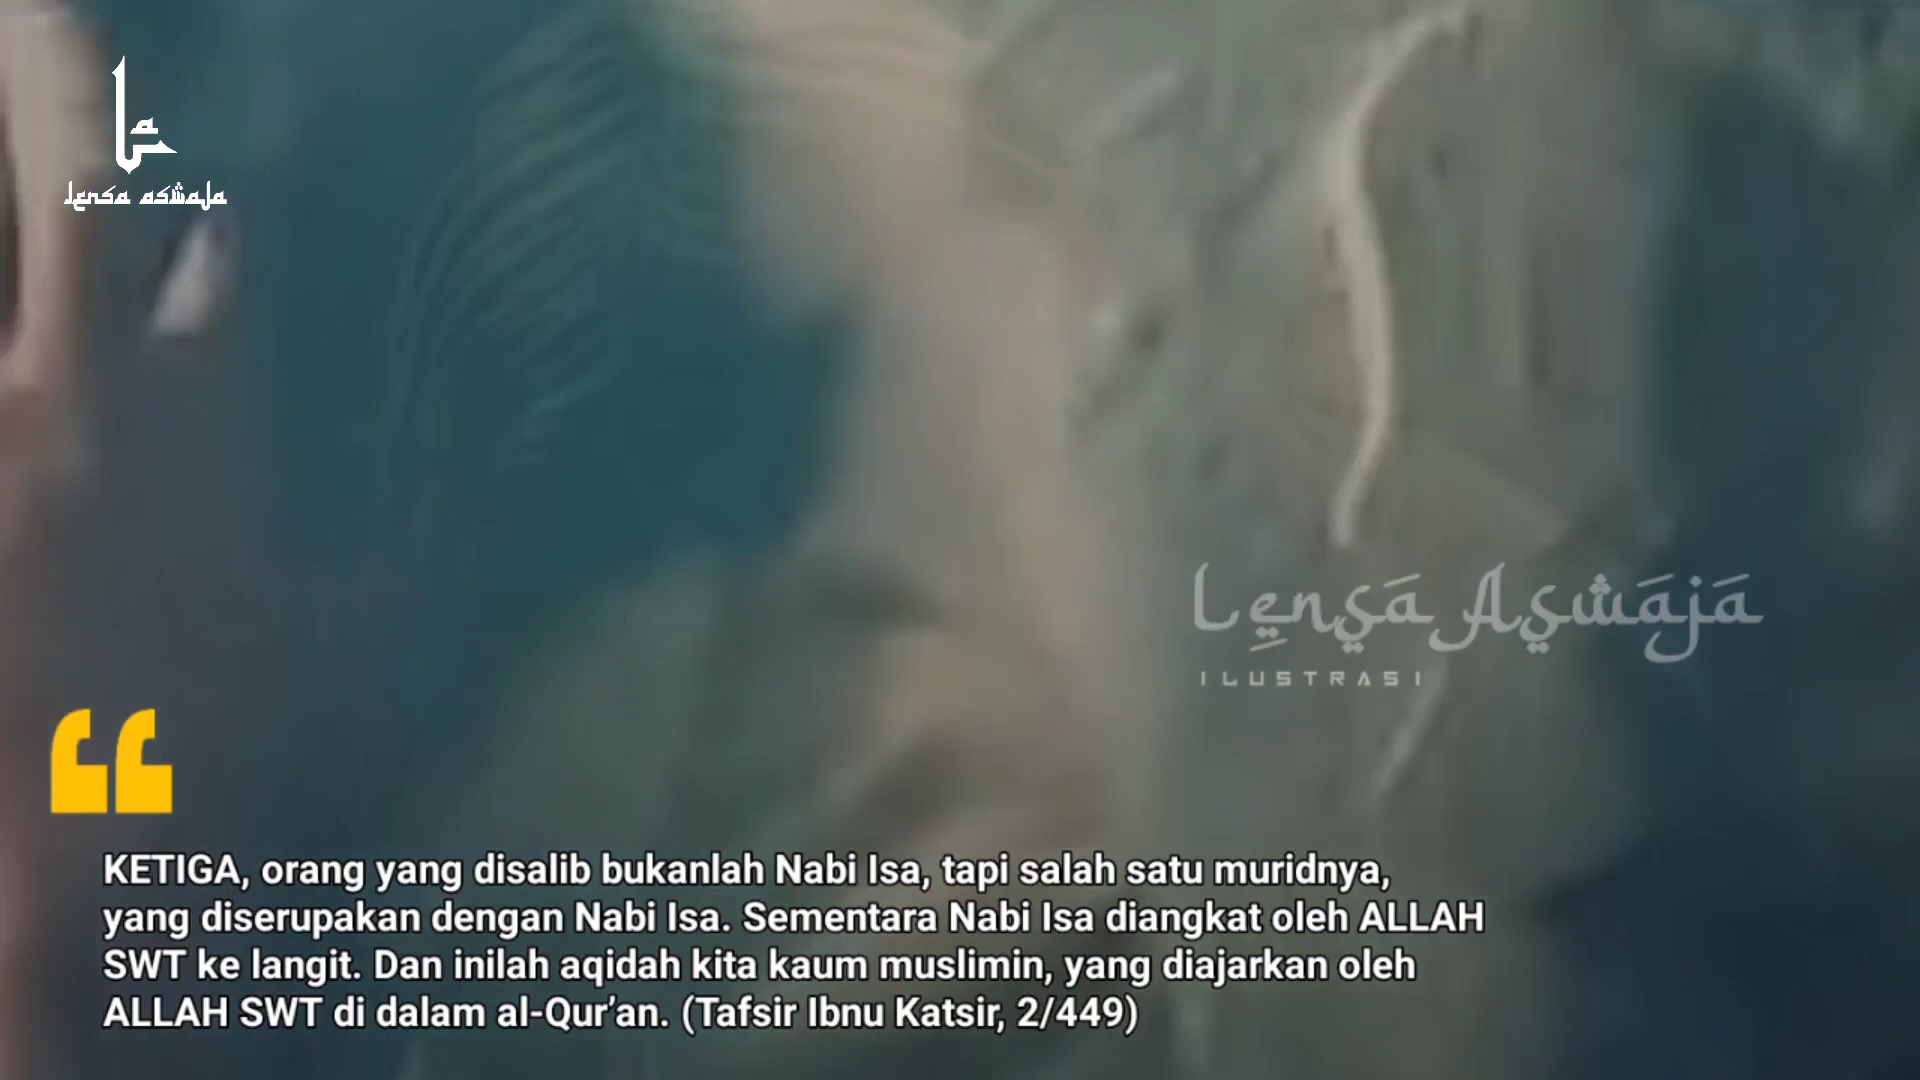 Lensa Aswaja
Lensa Aswaja
ILUSTRASI
KETIGA, orang yang disalib bukanlah Nabi Isa, tapi salah satu muridnya,
yang diserupakan dengan Nabi Isa. Sementara Nabi Isa diangkat oleh ALLAH
SWT ke langit. Dan inilah aqidah kita kaum muslimin, yang diajarkan oleh
ALLAH SWT di dalam al-Qur’an. (Tafsir Ibnu Katsir, 2/449)